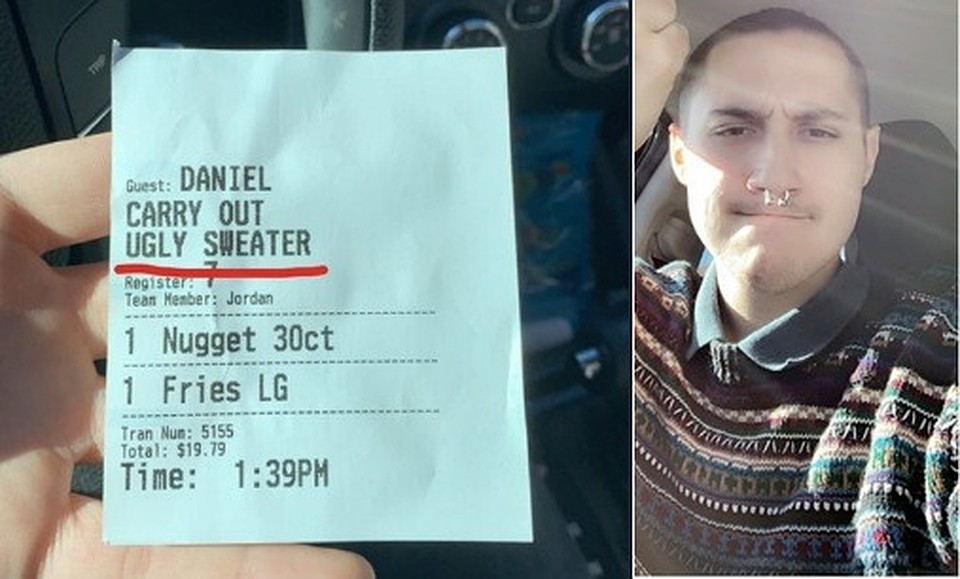 Guest: DANIEL
CARRY OUT
UGLY SWEATER
Register: 7
Team Member: Jordan
1 Nugget 30ct
1 Fries LG
Tran Num: 5155
Total: $19.79
Time: 1:39PM